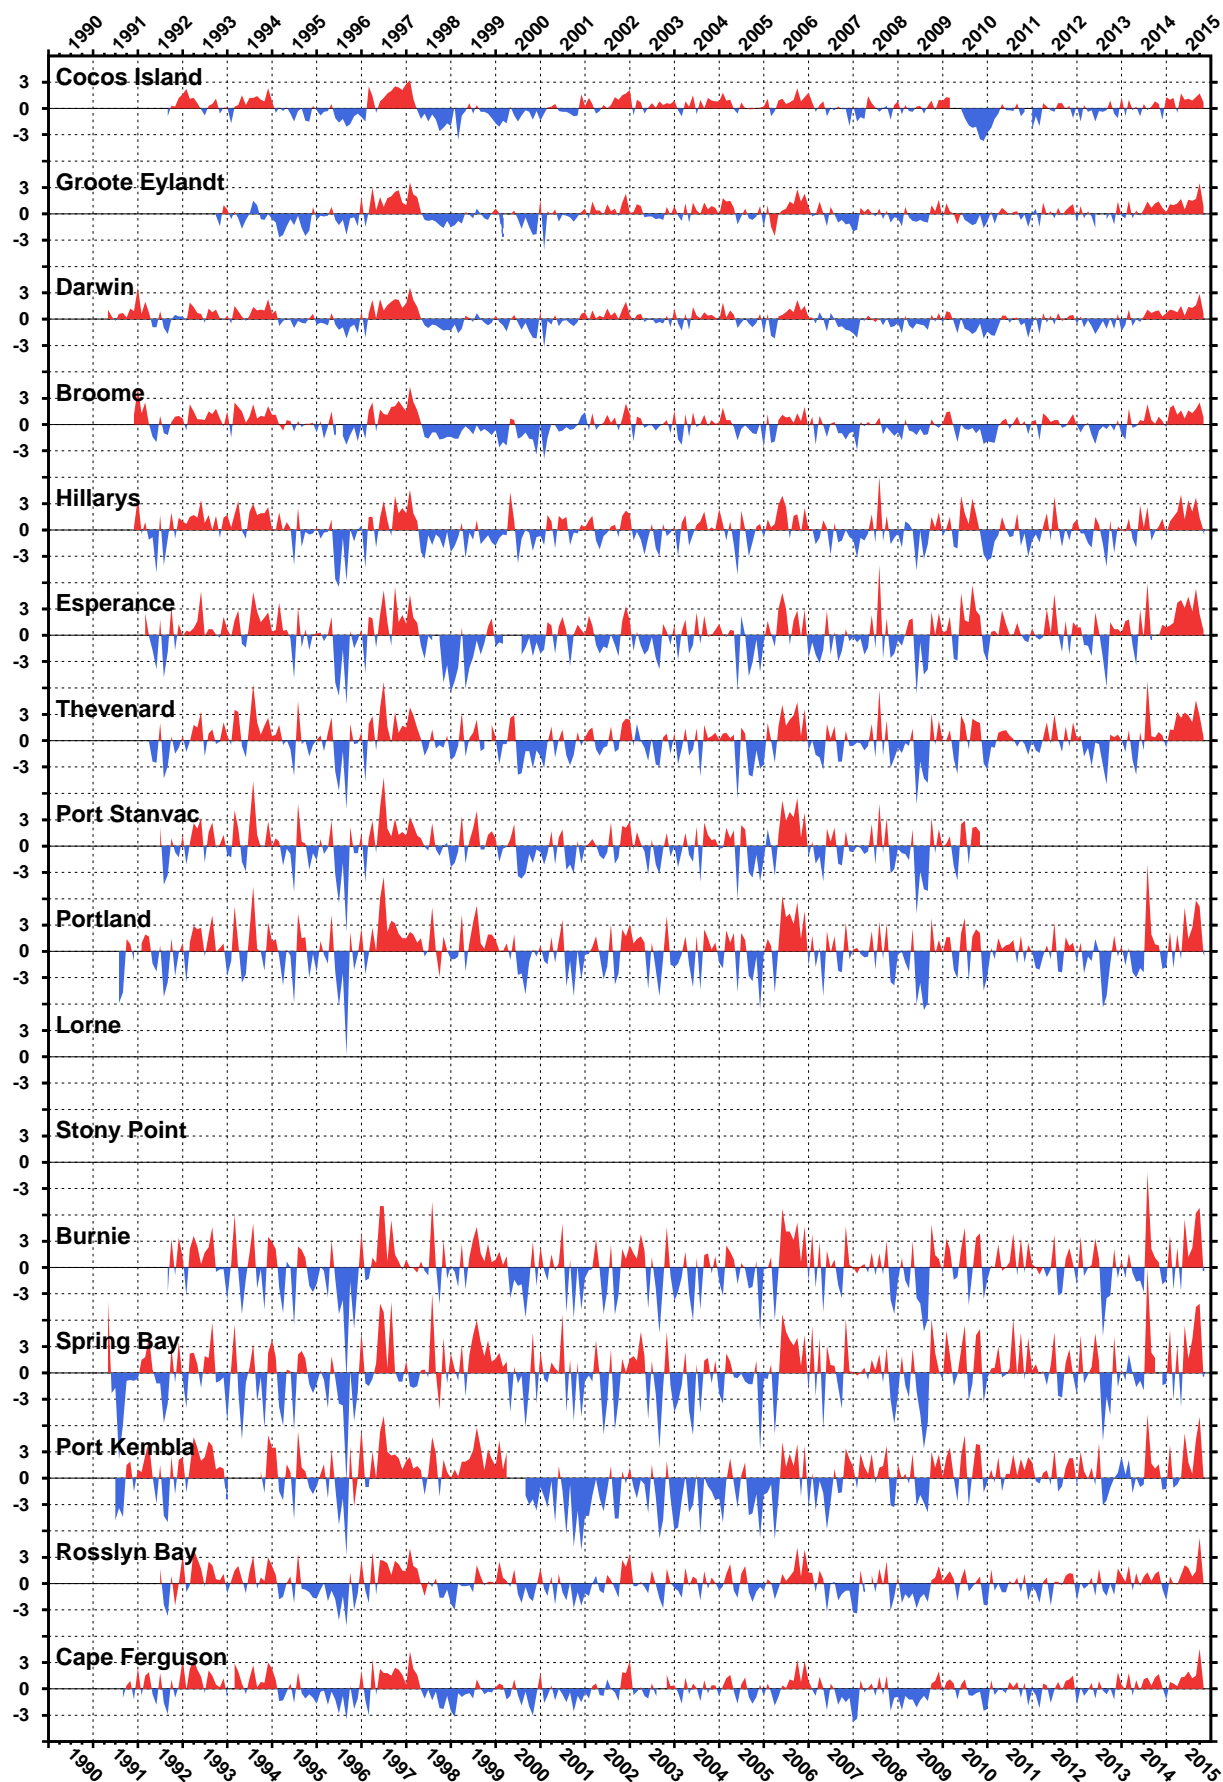 1990 1991 1992 1993 1994 1995 1996 1997 1998 1999 2000 2001 2002 2003 2004 2005 2006 2007 2008 2009 2010 2011 2012 2013 2014 2015
Cocos Island
3
0
-3
Groote Eylandt
3
0
-3
Darwin
3
0
-3
Broome
3
0
-3
Hillarys
3
0
-3
Esperance
3
0
-3
Thevenard
3
0
-3
Port Stanvac
3
0
-3
Portland
3
0
-3
Lorne
3
0
-3
Stony Point
3
0
-3
Burnie
3
0
-3
Spring Bay
3
0
-3
Port Kembla
3
0
-3
Rosslyn Bay
3
0
-3
Cape Ferguson
3
0
-3
1990 1991 1992 1993 1994 1995 1996 1997 1998 1999 2000 2001 2002 2003 2004 2005 2006 2007 2008 2009 2010 2011 2012 2013 2014 2015